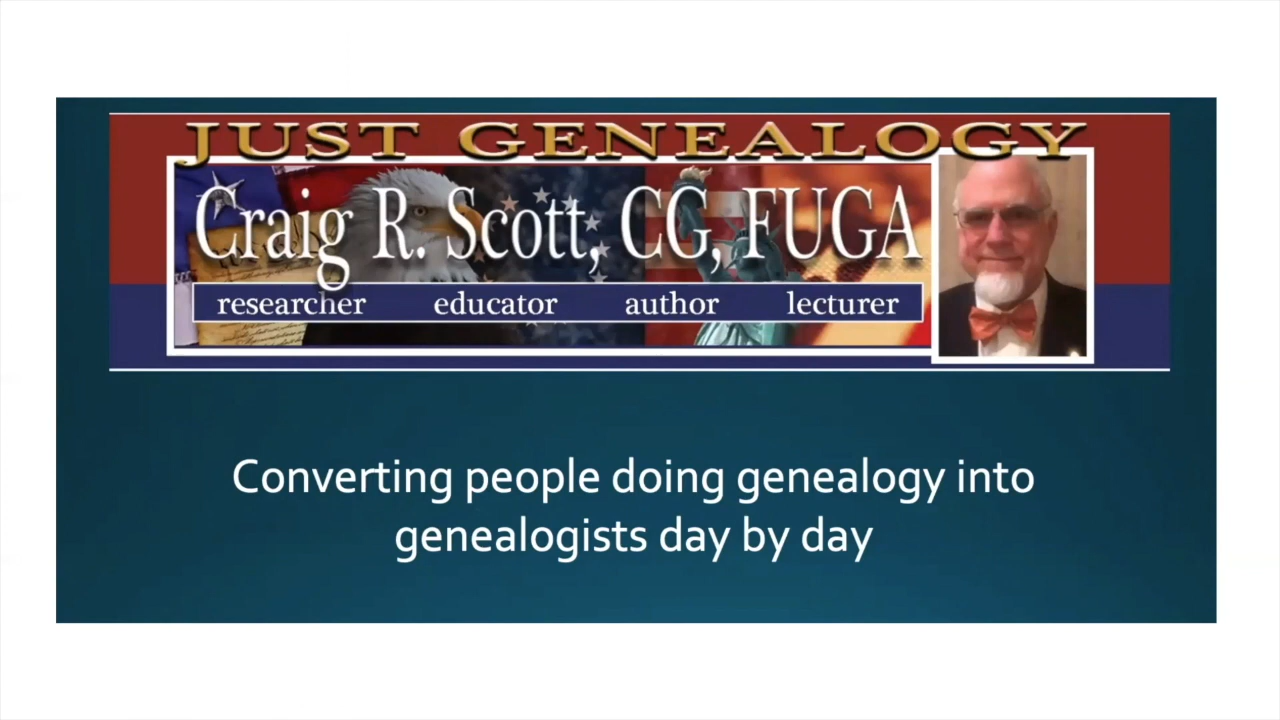 JUST GENEALOGY
Craig R. Scott, CG, FUGA
researcher educator author lecturer
Converting people doing genealogy into
genealogists day by day